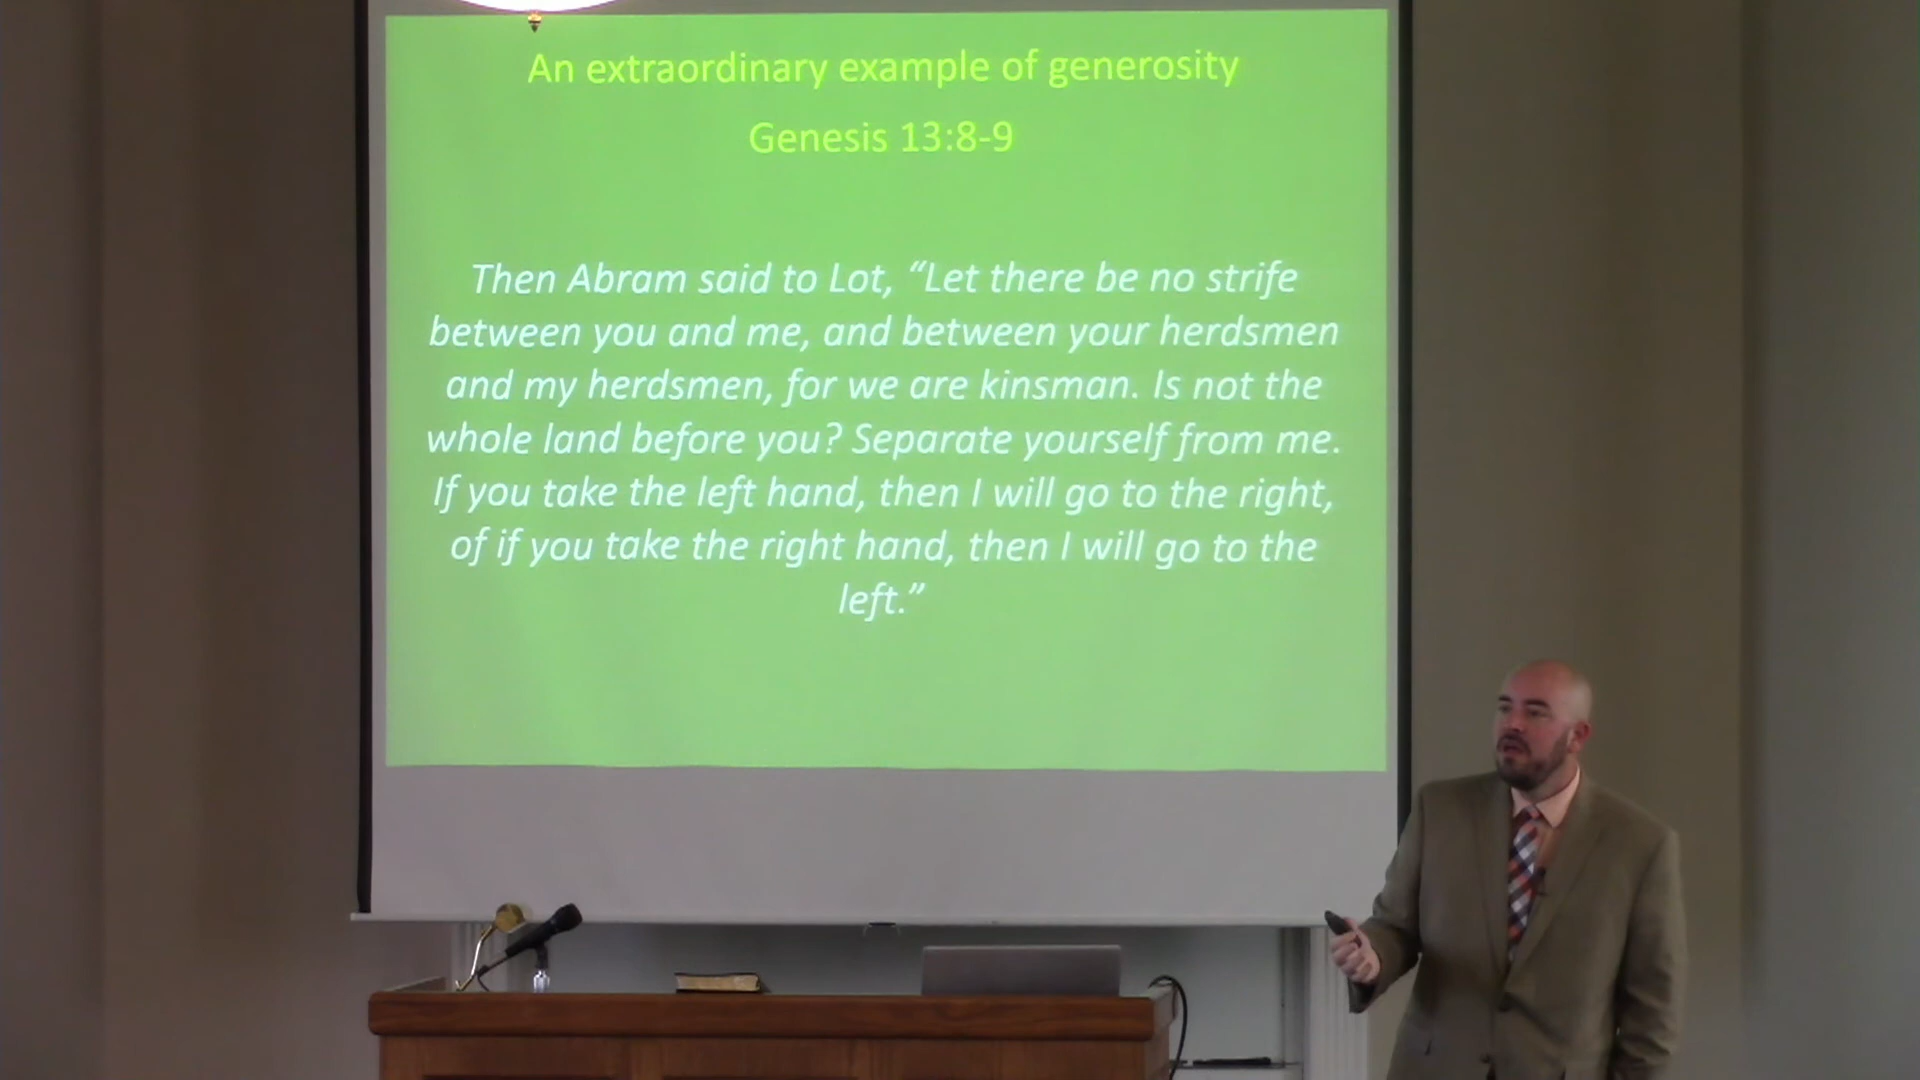 An extraordinary example of generosity
Genesis 13:8-9
Then Abram said to Lot, “Let there be no strife
between you and me, and between your herdsmen
and my herdsmen, for we are kinsman. Is not the
whole land before you? Separate yourself from me.
If you take the left hand, then I will go to the right,
of if you take the right hand, then I will go to the
left.”